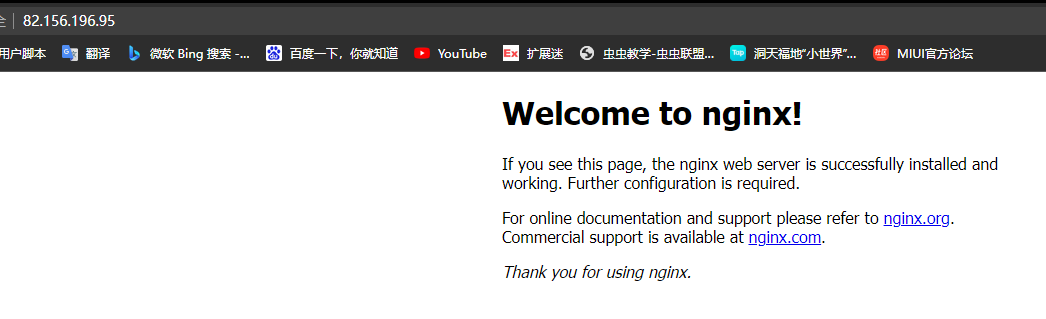 全 82.156.196.95
用户脚本 翻译 微软 Bing 搜索 -... 百度一下，你就知道 YouTube Ex 扩展迷 虫虫教学-虫虫联盟... Top 洞天福地“小世界”... 社区 MIUI官方论坛
Welcome to nginx!
If you see this page, the nginx web server is successfully installed and
working. Further configuration is required.
For online documentation and support please refer to nginx.org.
Commercial support is available at nginx.com.
Thank you for using nginx.